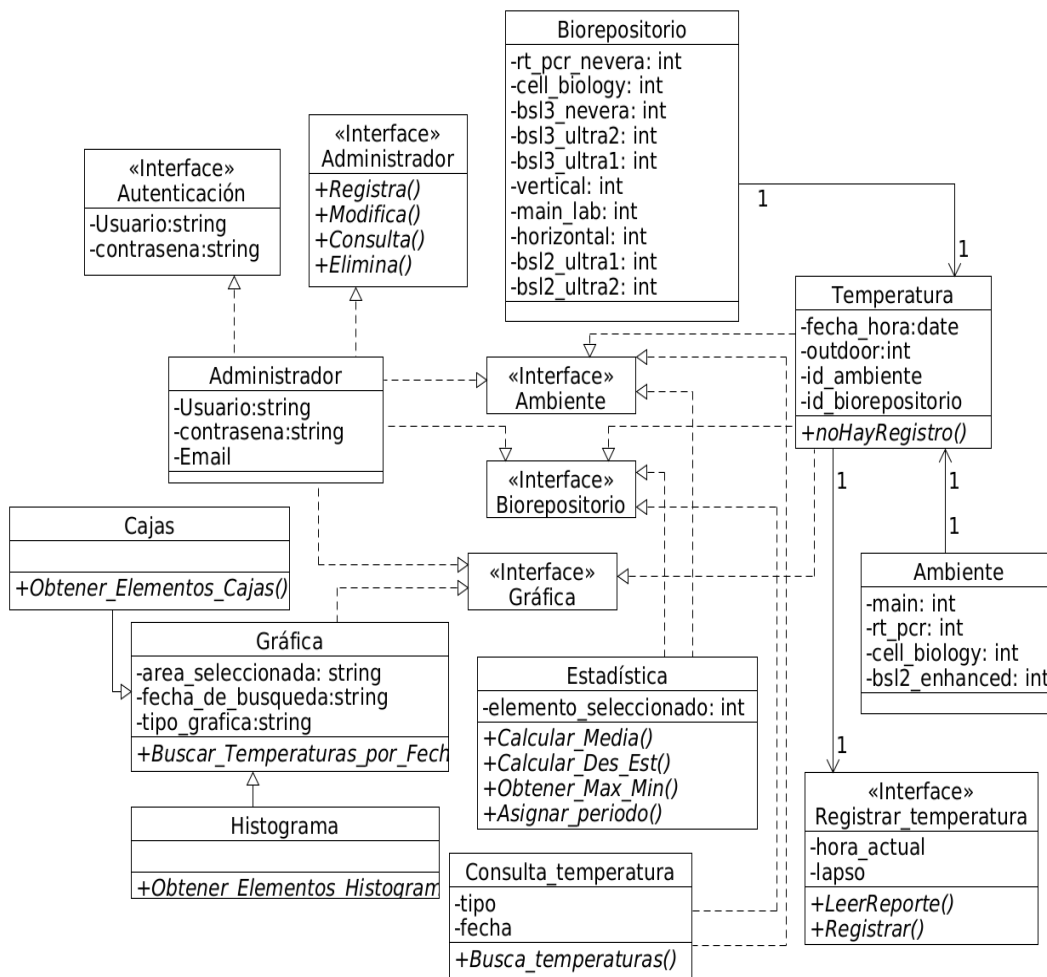 Biorepositorio
-rt_pcr_nevera: int
-cell_biology: int
-bsl3_nevera: int
-bsl3_ultra2: int
-bsl3_ultra1: int
-vertical: int
-main_lab: int
-horizontal: int
-bsl2_ultra1: int
-bsl2_ultra2: int
«Interface»
Administrador
+Registra()
+Modifica()
+Consulta()
+Elimina()
«Interface»
Autenticación
-Usuario:string
-contrasena:string
1
1
Temperatura
-fecha_hora:date
-outdoor:int
-id_ambiente
-id_biorepositorio
+noHayRegistro()
Administrador
-Usuario:string
-contrasena:string
-Email
«Interface»
Ambiente
«Interface»
Biorepositorio
1
1
1
Cajas
+Obtener_Elementos_Cajas()
«Interface»
Gráfica
Ambiente
-main: int
-rt_pcr: int
-cell_biology: int
-bsl2_enhanced: int
Gráfica
-area_seleccionada: string
-fecha_de_busqueda:string
-tipo_grafica:string
+Buscar_Temperaturas_por_Fech
Estadística
-elemento_seleccionado: int
+Calcular_Media()
+Calcular_Des_Est()
+Obtener_Max_Min()
+Asignar_periodo()
1
«Interface»
Registrar_temperatura
-hora_actual
-lapso
+LeerReporte()
+Registrar()
Histograma
+Obtener_Elementos_Histogram
Consulta_temperatura
-tipo
-fecha
+Busca_temperaturas()